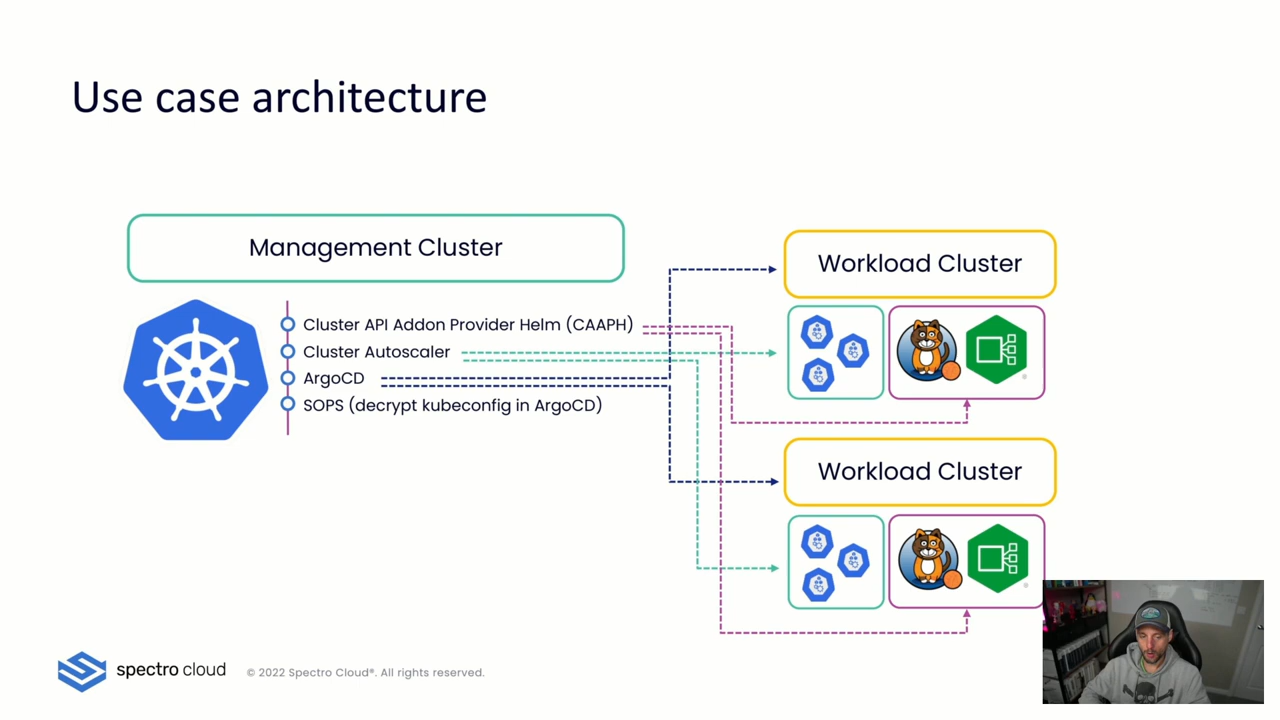 Use case architecture
Management Cluster
Cluster API Addon Provider Helm (CAAPH)
Cluster Autoscaler
ArgoCD
SOPS (decrypt kubeconfig in ArgoCD)
Workload Cluster
Workload Cluster
spectro cloud
© 2022 Spectro Cloud®. All rights reserved.